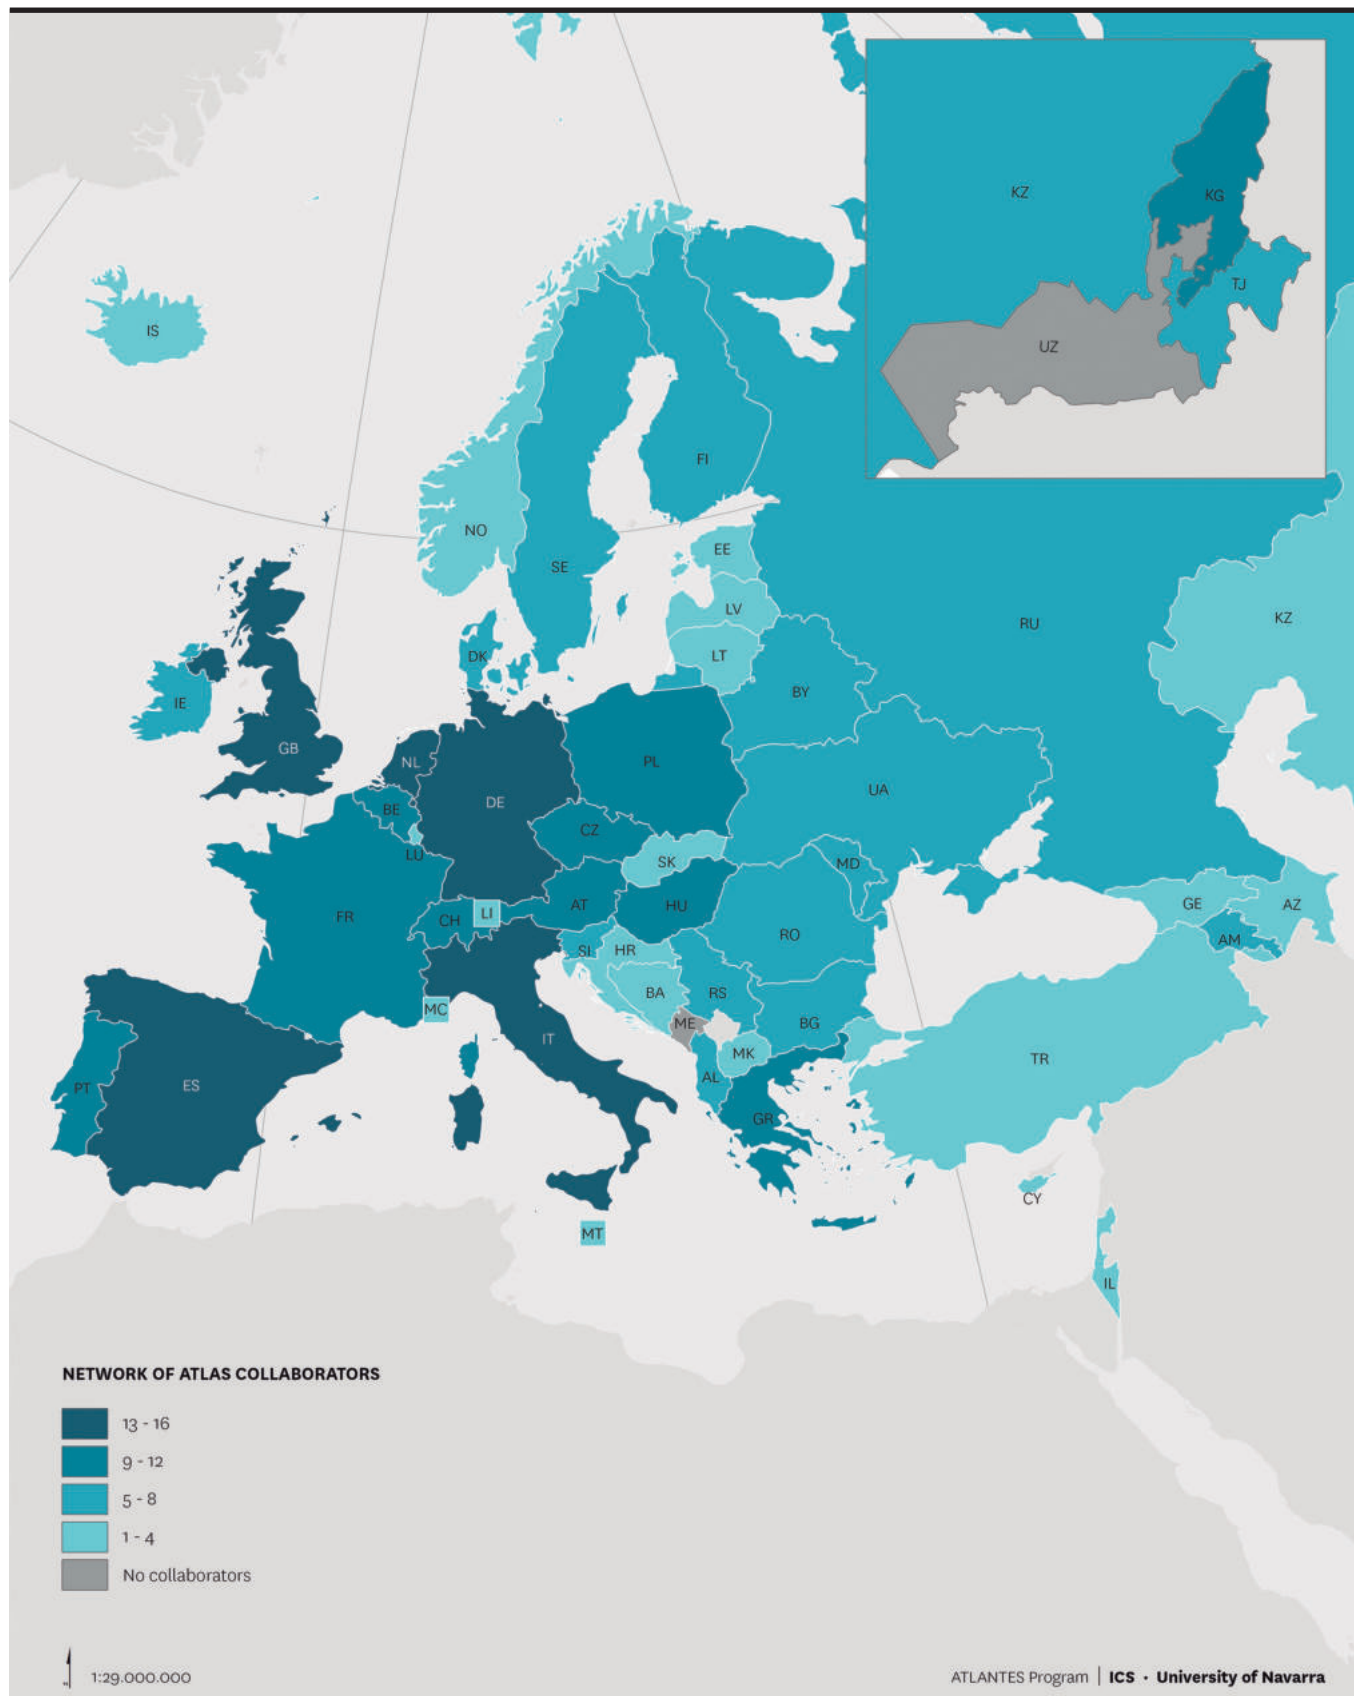 KZ
KG
TJ
UZ
IS
FI
NO
SE
EE
LV
LT
RU
KZ
DK
BY
IE
GB
NL
PL
DE
UA
BE
CZ
LU
SK
MD
FR
CH
LI
AT
HU
RO
GE
AZ
AM
SI
HR
BA
RS
MC
ME
BG
IT
MK
TR
PT
ES
AL
GR
CY
MT
IL
NETWORK OF ATLAS COLLABORATORS
13 - 16
9 - 12
5 - 8
1 - 4
No collaborators
1:29.000.000
ATLANTES Program | ICS · University of Navarra